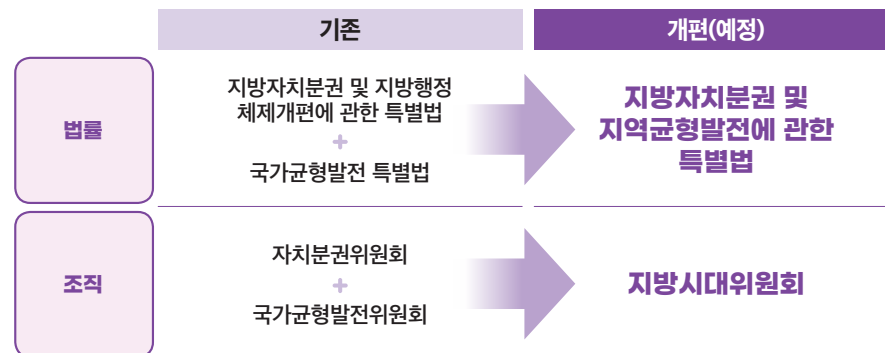 기존
개편(예정)
법률
지방자치분권 및 지방행정
체제개편에 관한 특별법
+
국가균형발전 특별법
지방자치분권 및
지역균형발전에 관한
특별법
조직
자치분권위원회
+
국가균형발전위원회
지방시대위원회